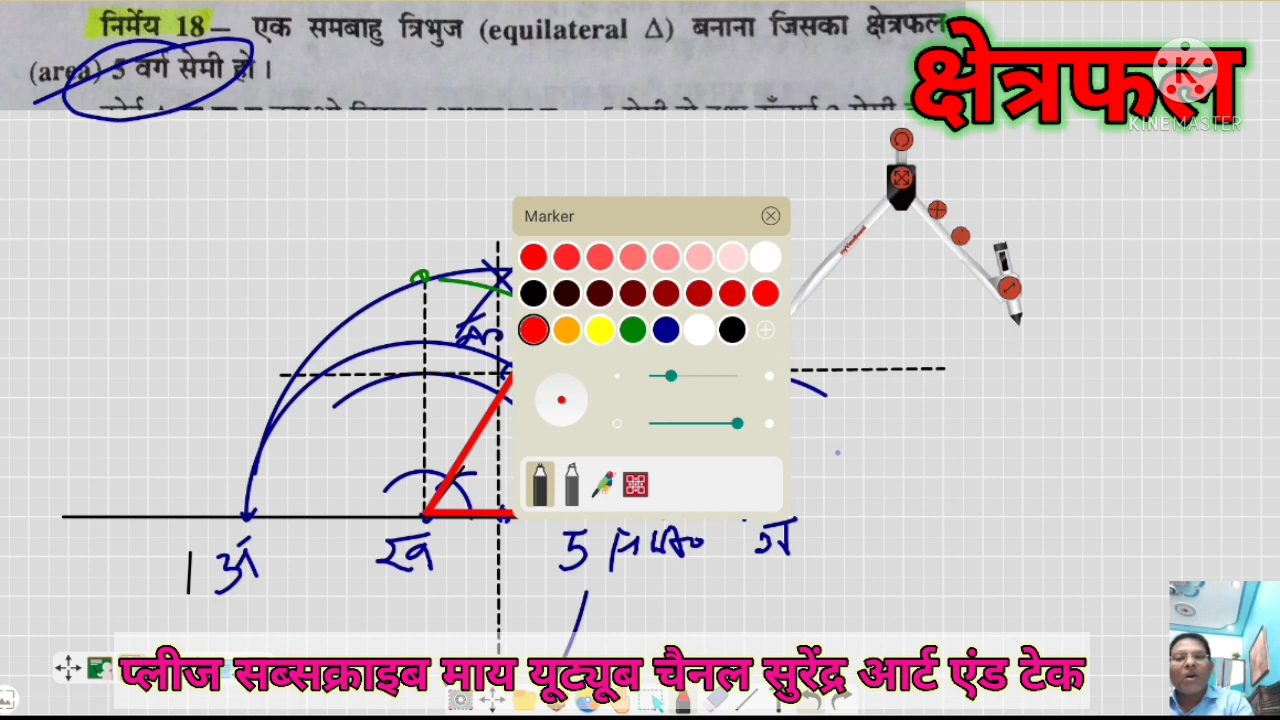 निर्मेय 18— एक समबाहु त्रिभुज (equilateral Δ) बनाना जिसका क्षेत्रफल
(area) 5 वर्ग सेमी हो।
क्षेत्रफल
K
KINEMASTER
Marker
अ
ख
5
प्लीज सब्सक्राइब माय यूट्यूब चैनल सुरेंद्र आर्ट एंड टेक